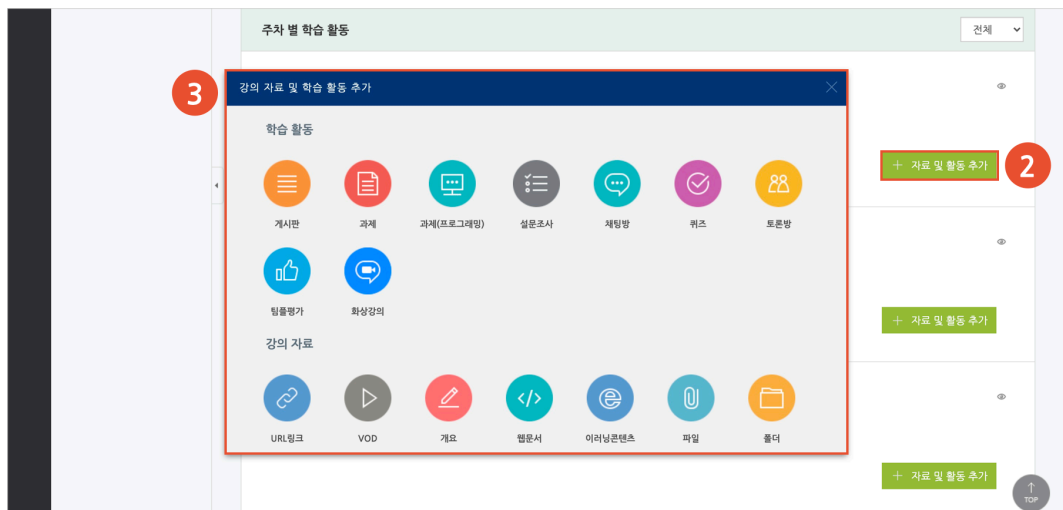 주차 별 학습 활동
전체
3
강의 자료 및 학습 활동 추가
학습 활동
+ 자료 및 활동 추가
2
게시판 과제 과제(프로그래밍) 설문조사 채팅방 퀴즈 토론방
팀플평가 화상강의
+ 자료 및 활동 추가
강의 자료
URL링크 VOD 개요 웹문서 이러닝콘텐츠 파일 폴더
+ 자료 및 활동 추가
TOP